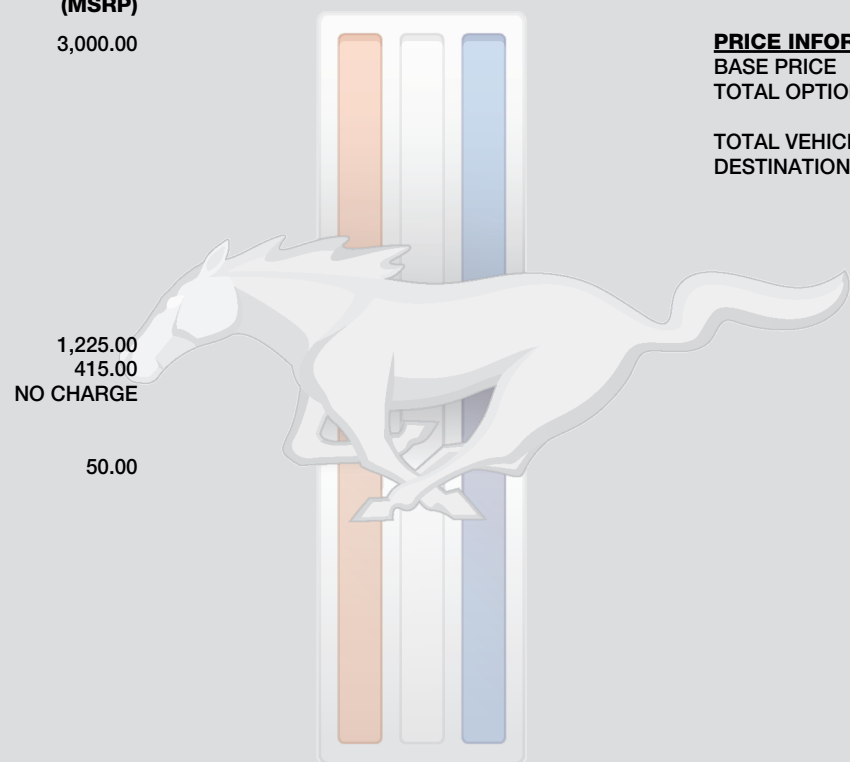 (MSRP)
3,000.00
1,225.00
415.00
NO CHARGE
50.00
PRICE INFOR
BASE PRICE
TOTAL OPTIO
TOTAL VEHIC
DESTINATION